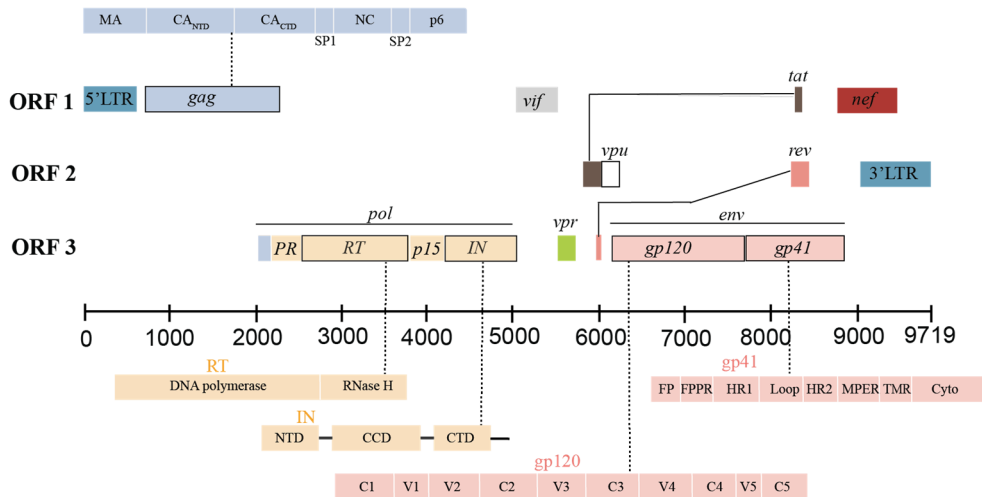 MA CA_NTD CA_CTD NC p6
SP1 SP2
tat
ORF 1 5’LTR gag vif nef
vpu rev
ORF 2 3’LTR
pol env
vpr
ORF 3 PR RT p15 IN gp120 gp41
0 1000 2000 3000 4000 5000 6000 7000 8000 9000 9719
RT gp41
DNA polymerase RNase H
FP FPPR HR1 Loop HR2 MPER TMR Cyto
IN
NTD CCD CTD
gp120
C1 V1 V2 C2 V3 C3 V4 C4 V5 C5